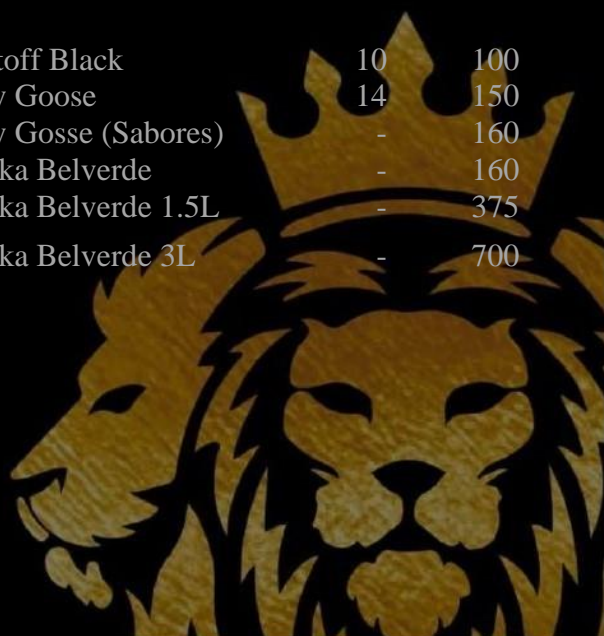 toff Black 10 100
y Goose 14 150
y Gosse (Sabores) - 160
ka Belverde - 160
ka Belverde 1.5L - 375
ka Belverde 3L - 700